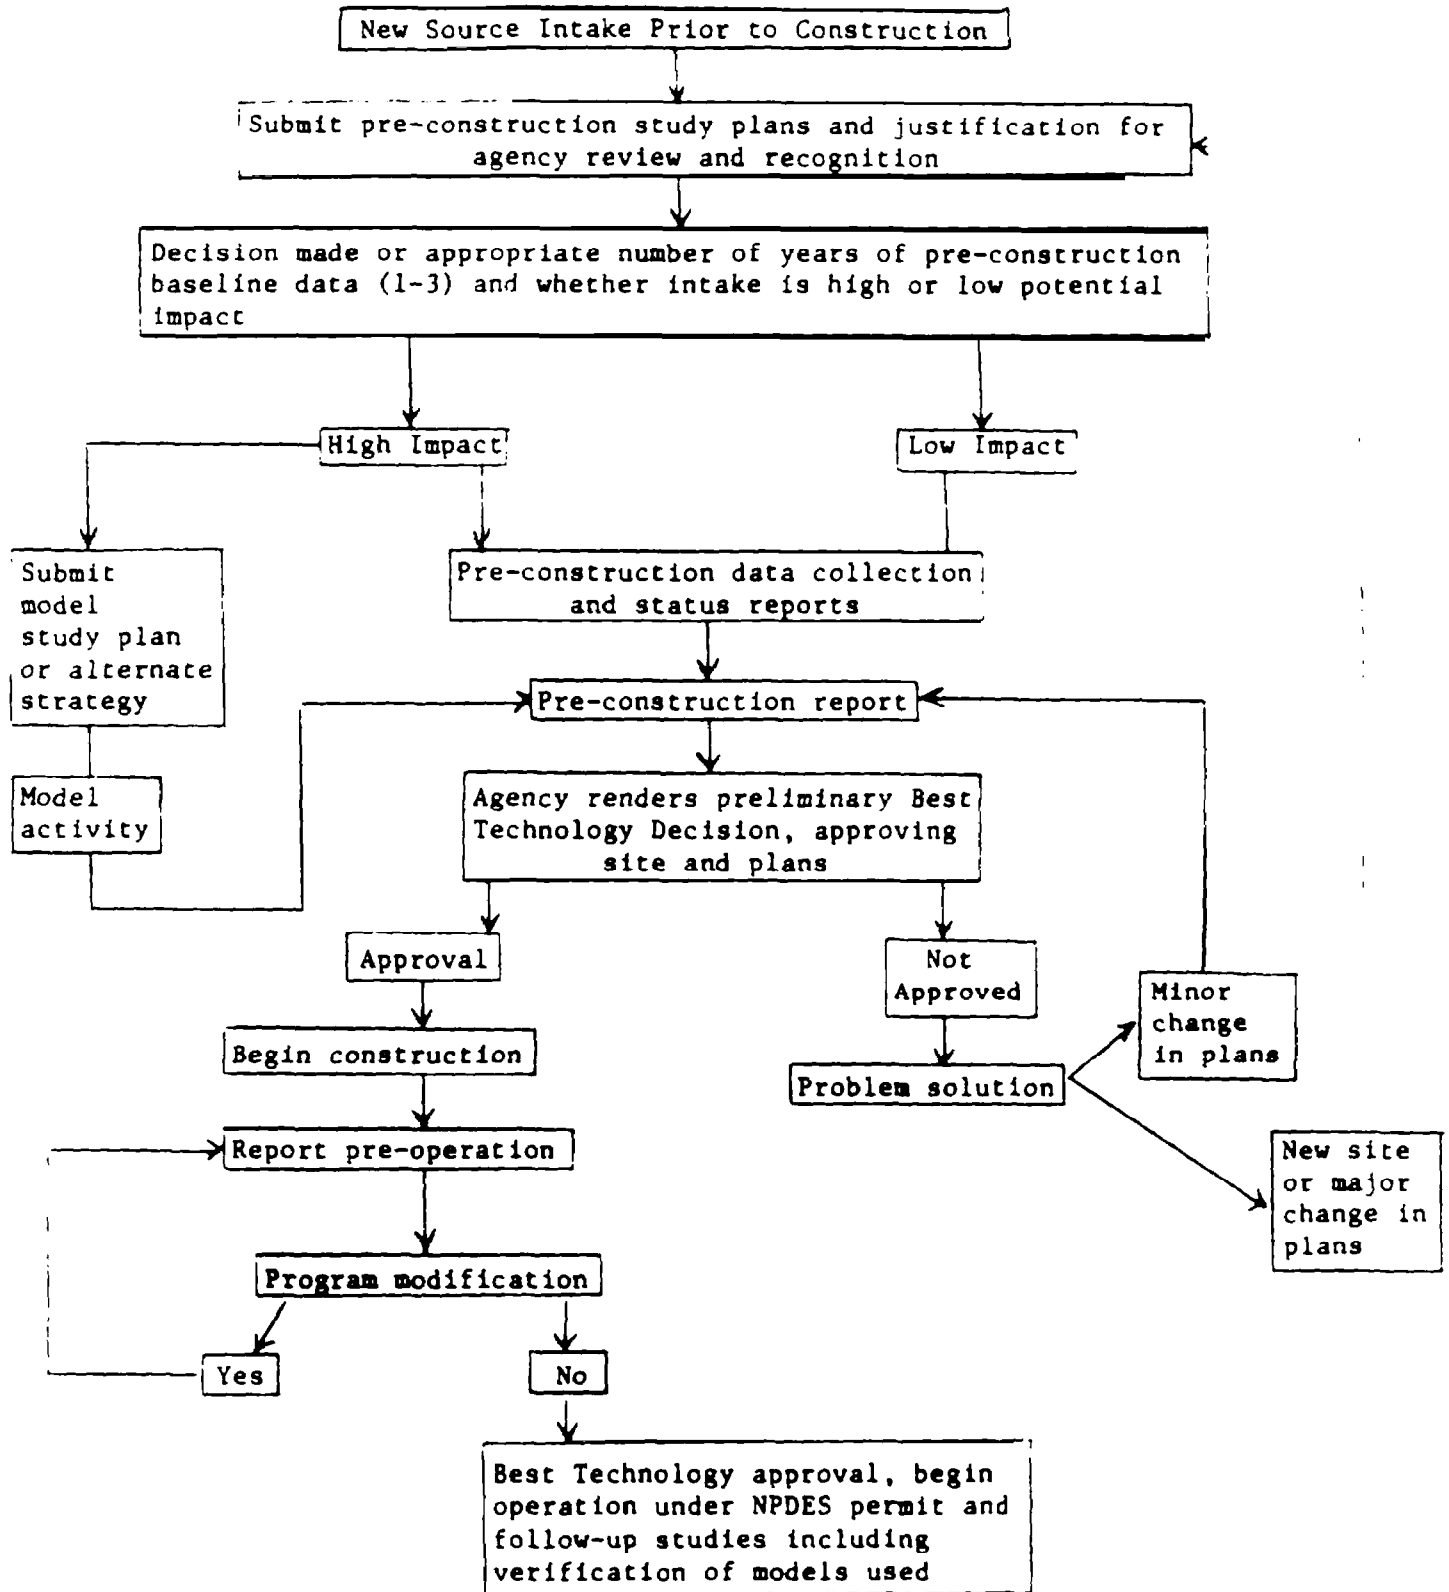 New Source Intake Prior to Construction
Submit pre-construction study plans and justification for
agency review and recognition
Decision made or appropriate number of years of pre-construction
baseline data (1-3) and whether intake is high or low potential
impact
High Impact
Low Impact
Submit
model
study plan
or alternate
strategy
Pre-construction data collection
and status reports
Pre-construction report
Model
activity
Agency renders preliminary Best
Technology Decision, approving
site and plans
Approval
Not
Approved
Minor
change
in plans
Begin construction
Problem solution
Report pre-operation
New site
or major
change in
plans
Program modification
Yes
No
Best Technology approval, begin
operation under NPDES permit and
follow-up studies including
verification of models used